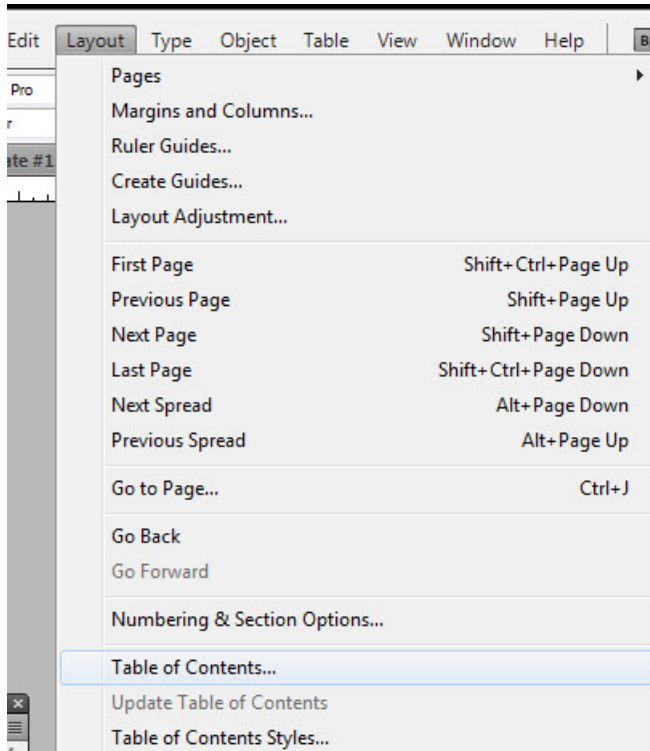 Edit Layout Type Object Table View Window Help B
Pro
r
ate #1
Pages
Margins and Columns...
Ruler Guides...
Create Guides...
Layout Adjustment...
First Page Shift+Ctrl+Page Up
Previous Page Shift+Page Up
Next Page Shift+Page Down
Last Page Shift+Ctrl+Page Down
Next Spread Alt+Page Down
Previous Spread Alt+Page Up
Go to Page... Ctrl+J
Go Back
Go Forward
Numbering & Section Options...
Table of Contents...
Update Table of Contents
Table of Contents Styles...